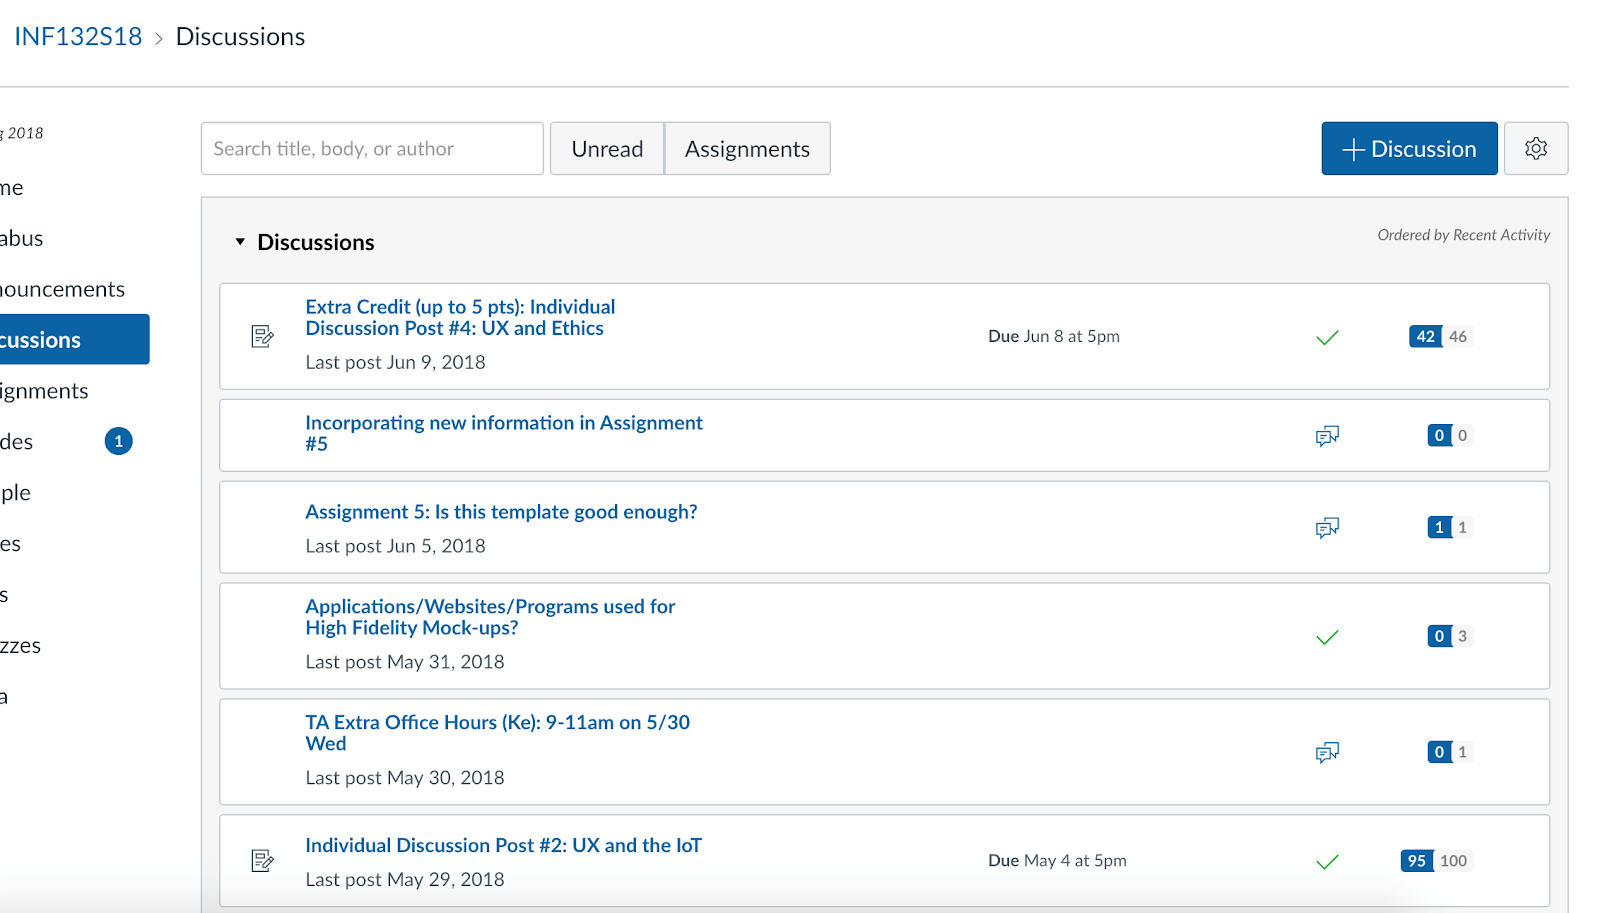 INF132S18 > Discussions
2018
Search title, body, or author
Unread
Assignments
+ Discussion
me
abus
nouncements
cussions
ignments
des
1
ple
es
s
zzes
a
Discussions
Ordered by Recent Activity
Extra Credit (up to 5 pts): Individual
Discussion Post #4: UX and Ethics
Last post Jun 9, 2018
Due Jun 8 at 5pm
42 46
Incorporating new information in Assignment
#5
0 0
Assignment 5: Is this template good enough?
Last post Jun 5, 2018
1 1
Applications/Websites/Programs used for
High Fidelity Mock-ups?
Last post May 31, 2018
0 3
TA Extra Office Hours (Ke): 9-11am on 5/30
Wed
Last post May 30, 2018
0 1
Individual Discussion Post #2: UX and the IoT
Last post May 29, 2018
Due May 4 at 5pm
95 100